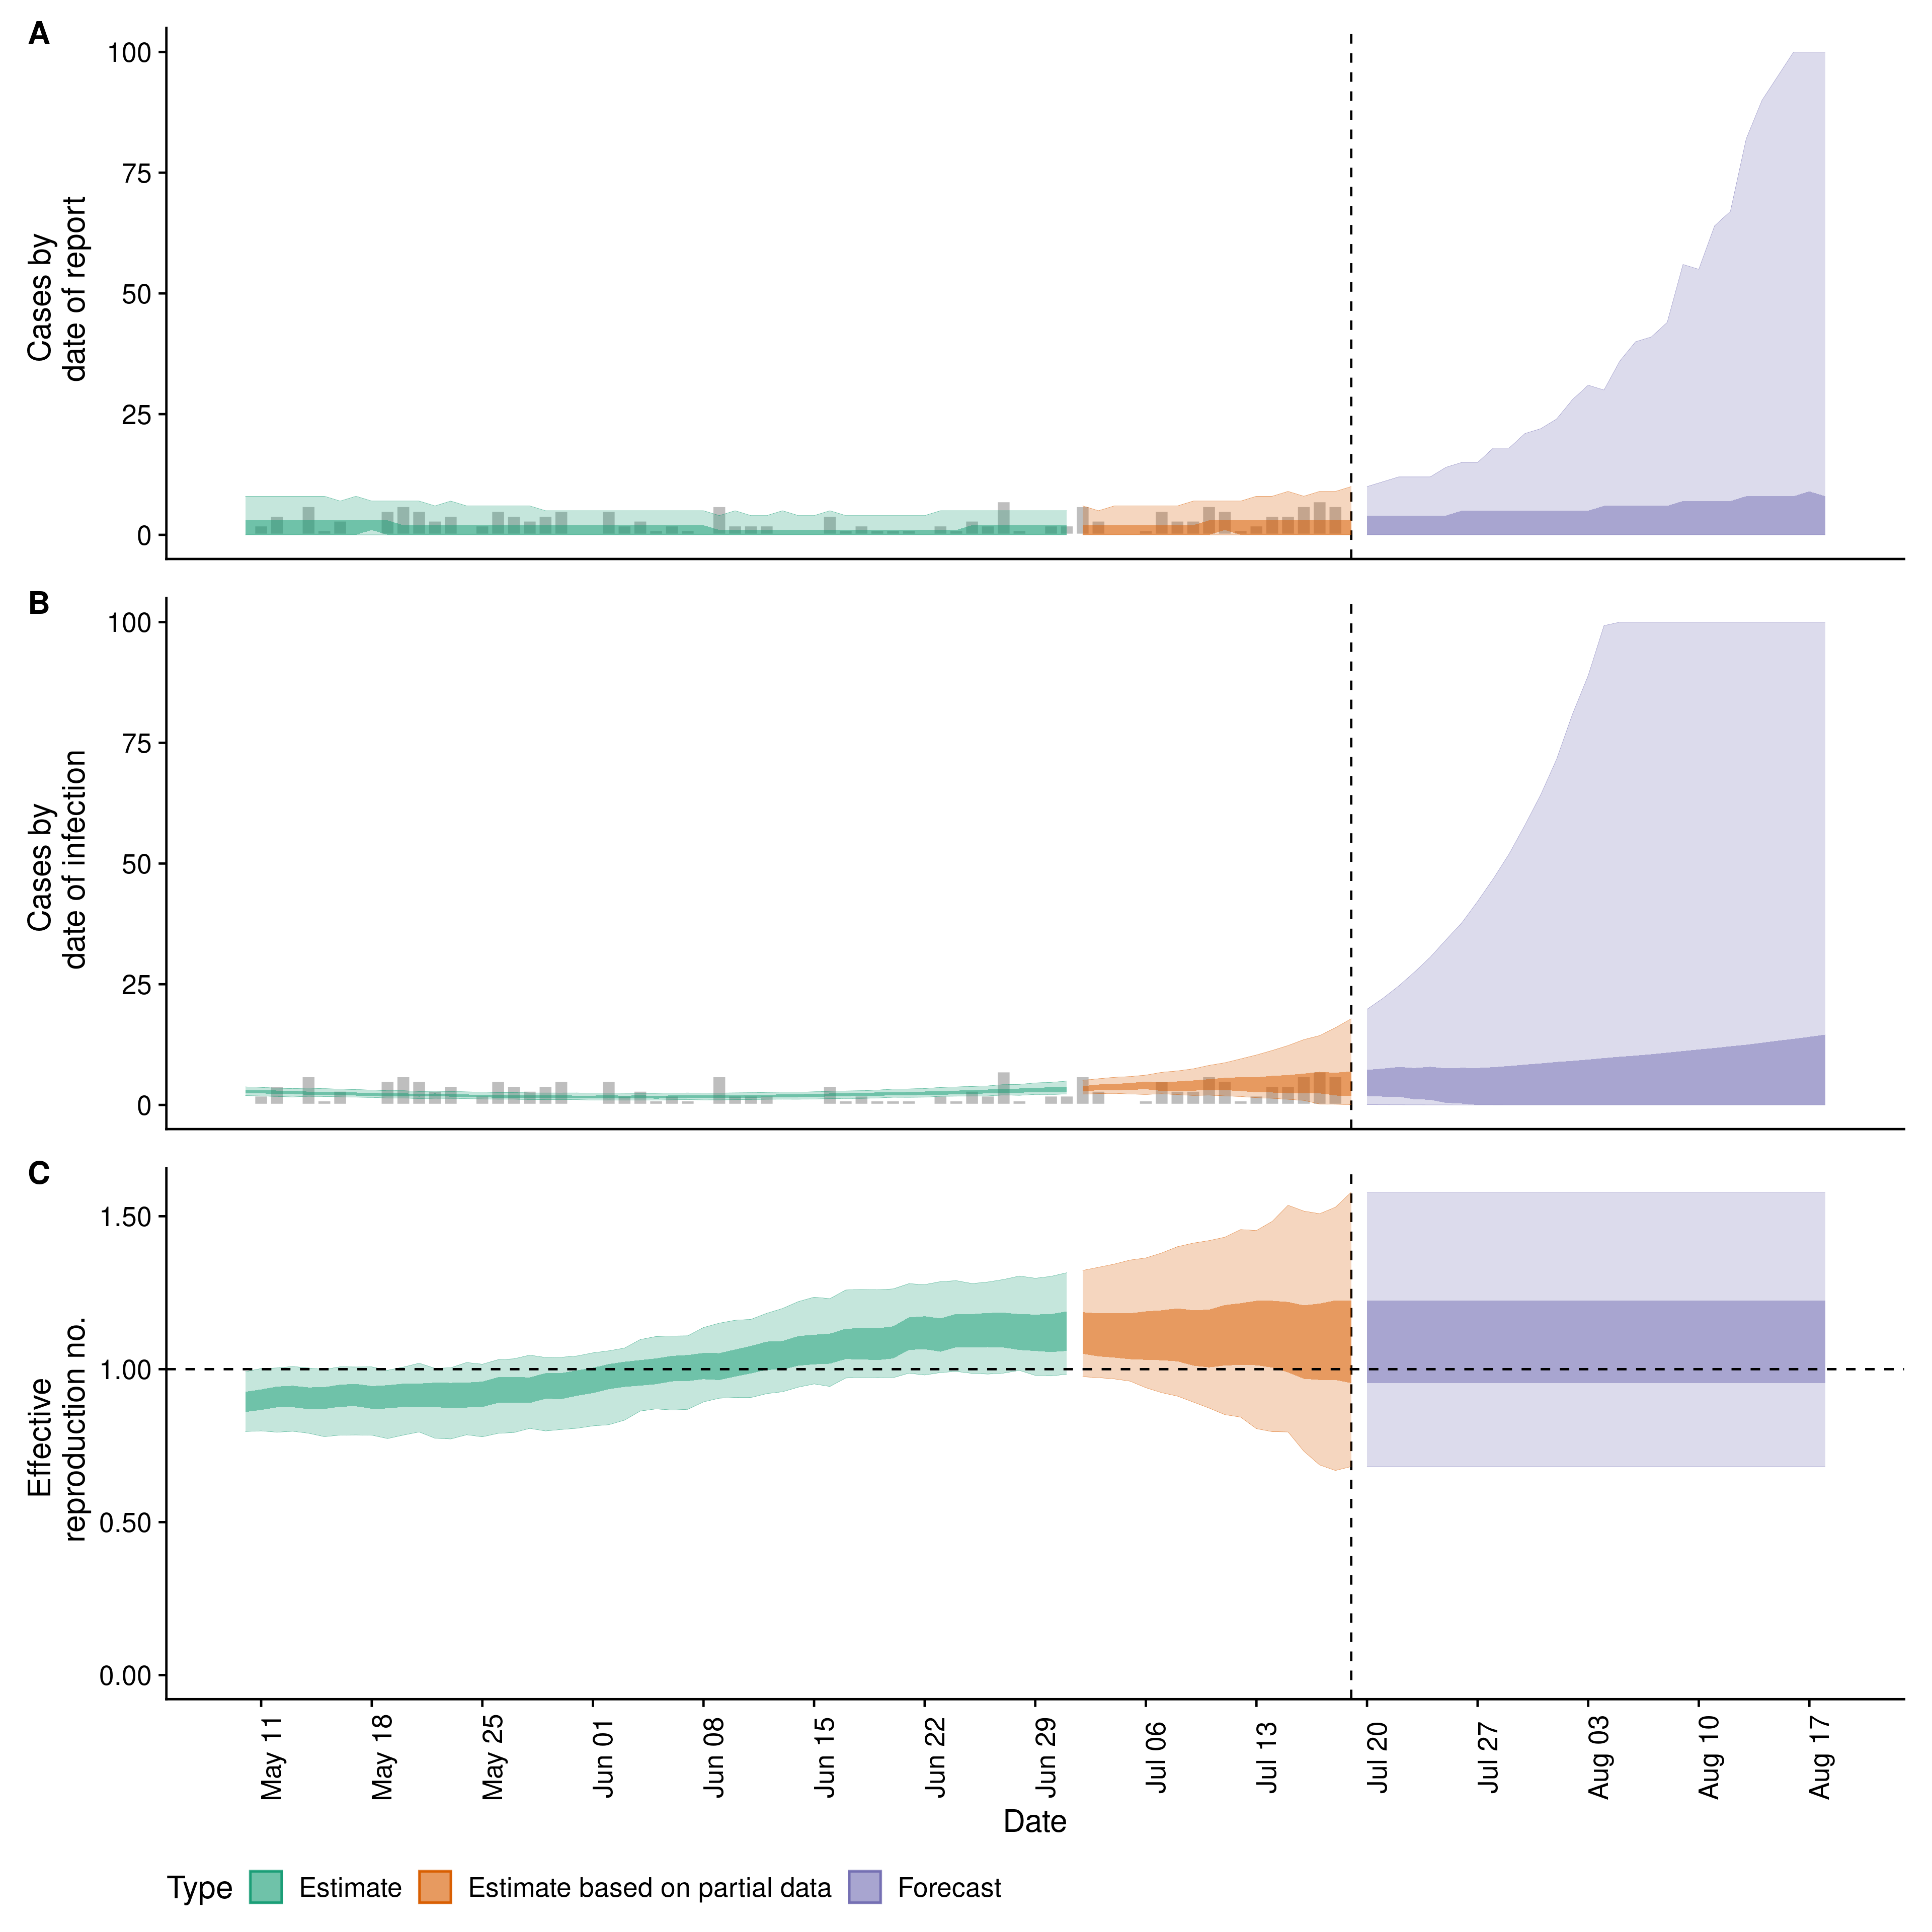 A
100
75
50
25
0
Cases by
date of report
B
100
75
50
25
0
Cases by
date of infection
C
1.50
1.00
0.50
0.00
Effective
reproduction no.
May 11
May 18
May 25
Jun 01
Jun 08
Jun 15
Jun 22
Jun 29
Jul 06
Jul 13
Jul 20
Jul 27
Aug 03
Aug 10
Aug 17
Date
Type Estimate Estimate based on partial data Forecast